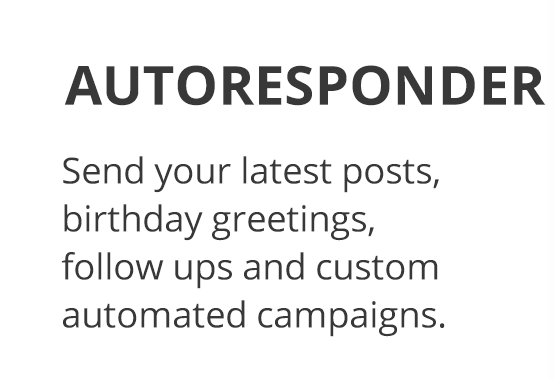 AUTORESPONDER
Send your latest posts,
birthday greetings,
follow ups and custom
automated campaigns.